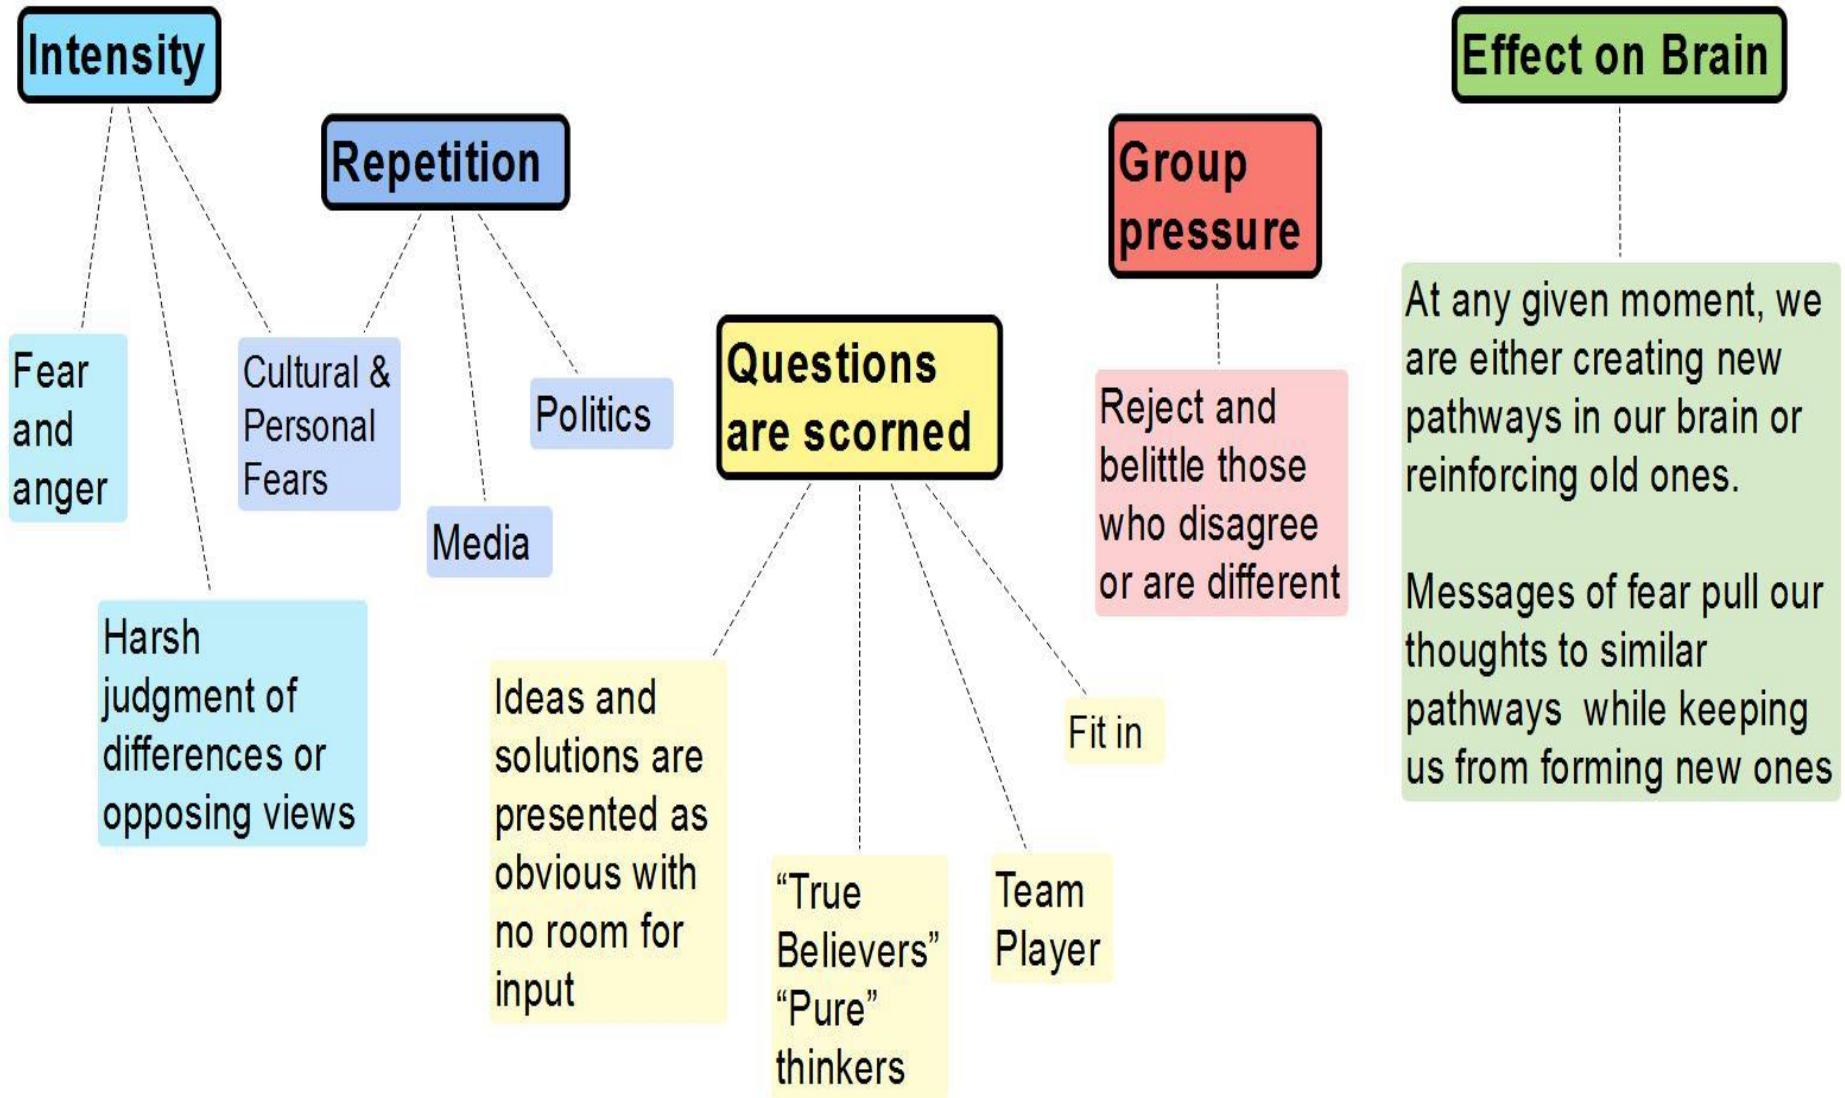 Intensity
Fear
and
anger
Harsh
judgment of
differences or
opposing views
Repetition
Cultural &
Personal
Fears
Media
Politics
Questions
are scorned
Ideas and
solutions are
presented as
obvious with
no room for
input
“True
Believers”
“Pure”
thinkers
Team
Player
Fit in
Group
pressure
Reject and
belittle those
who disagree
or are different
Effect on Brain
At any given moment, we
are either creating new
pathways in our brain or
reinforcing old ones.
Messages of fear pull our
thoughts to similar
pathways  while keeping
us from forming new ones